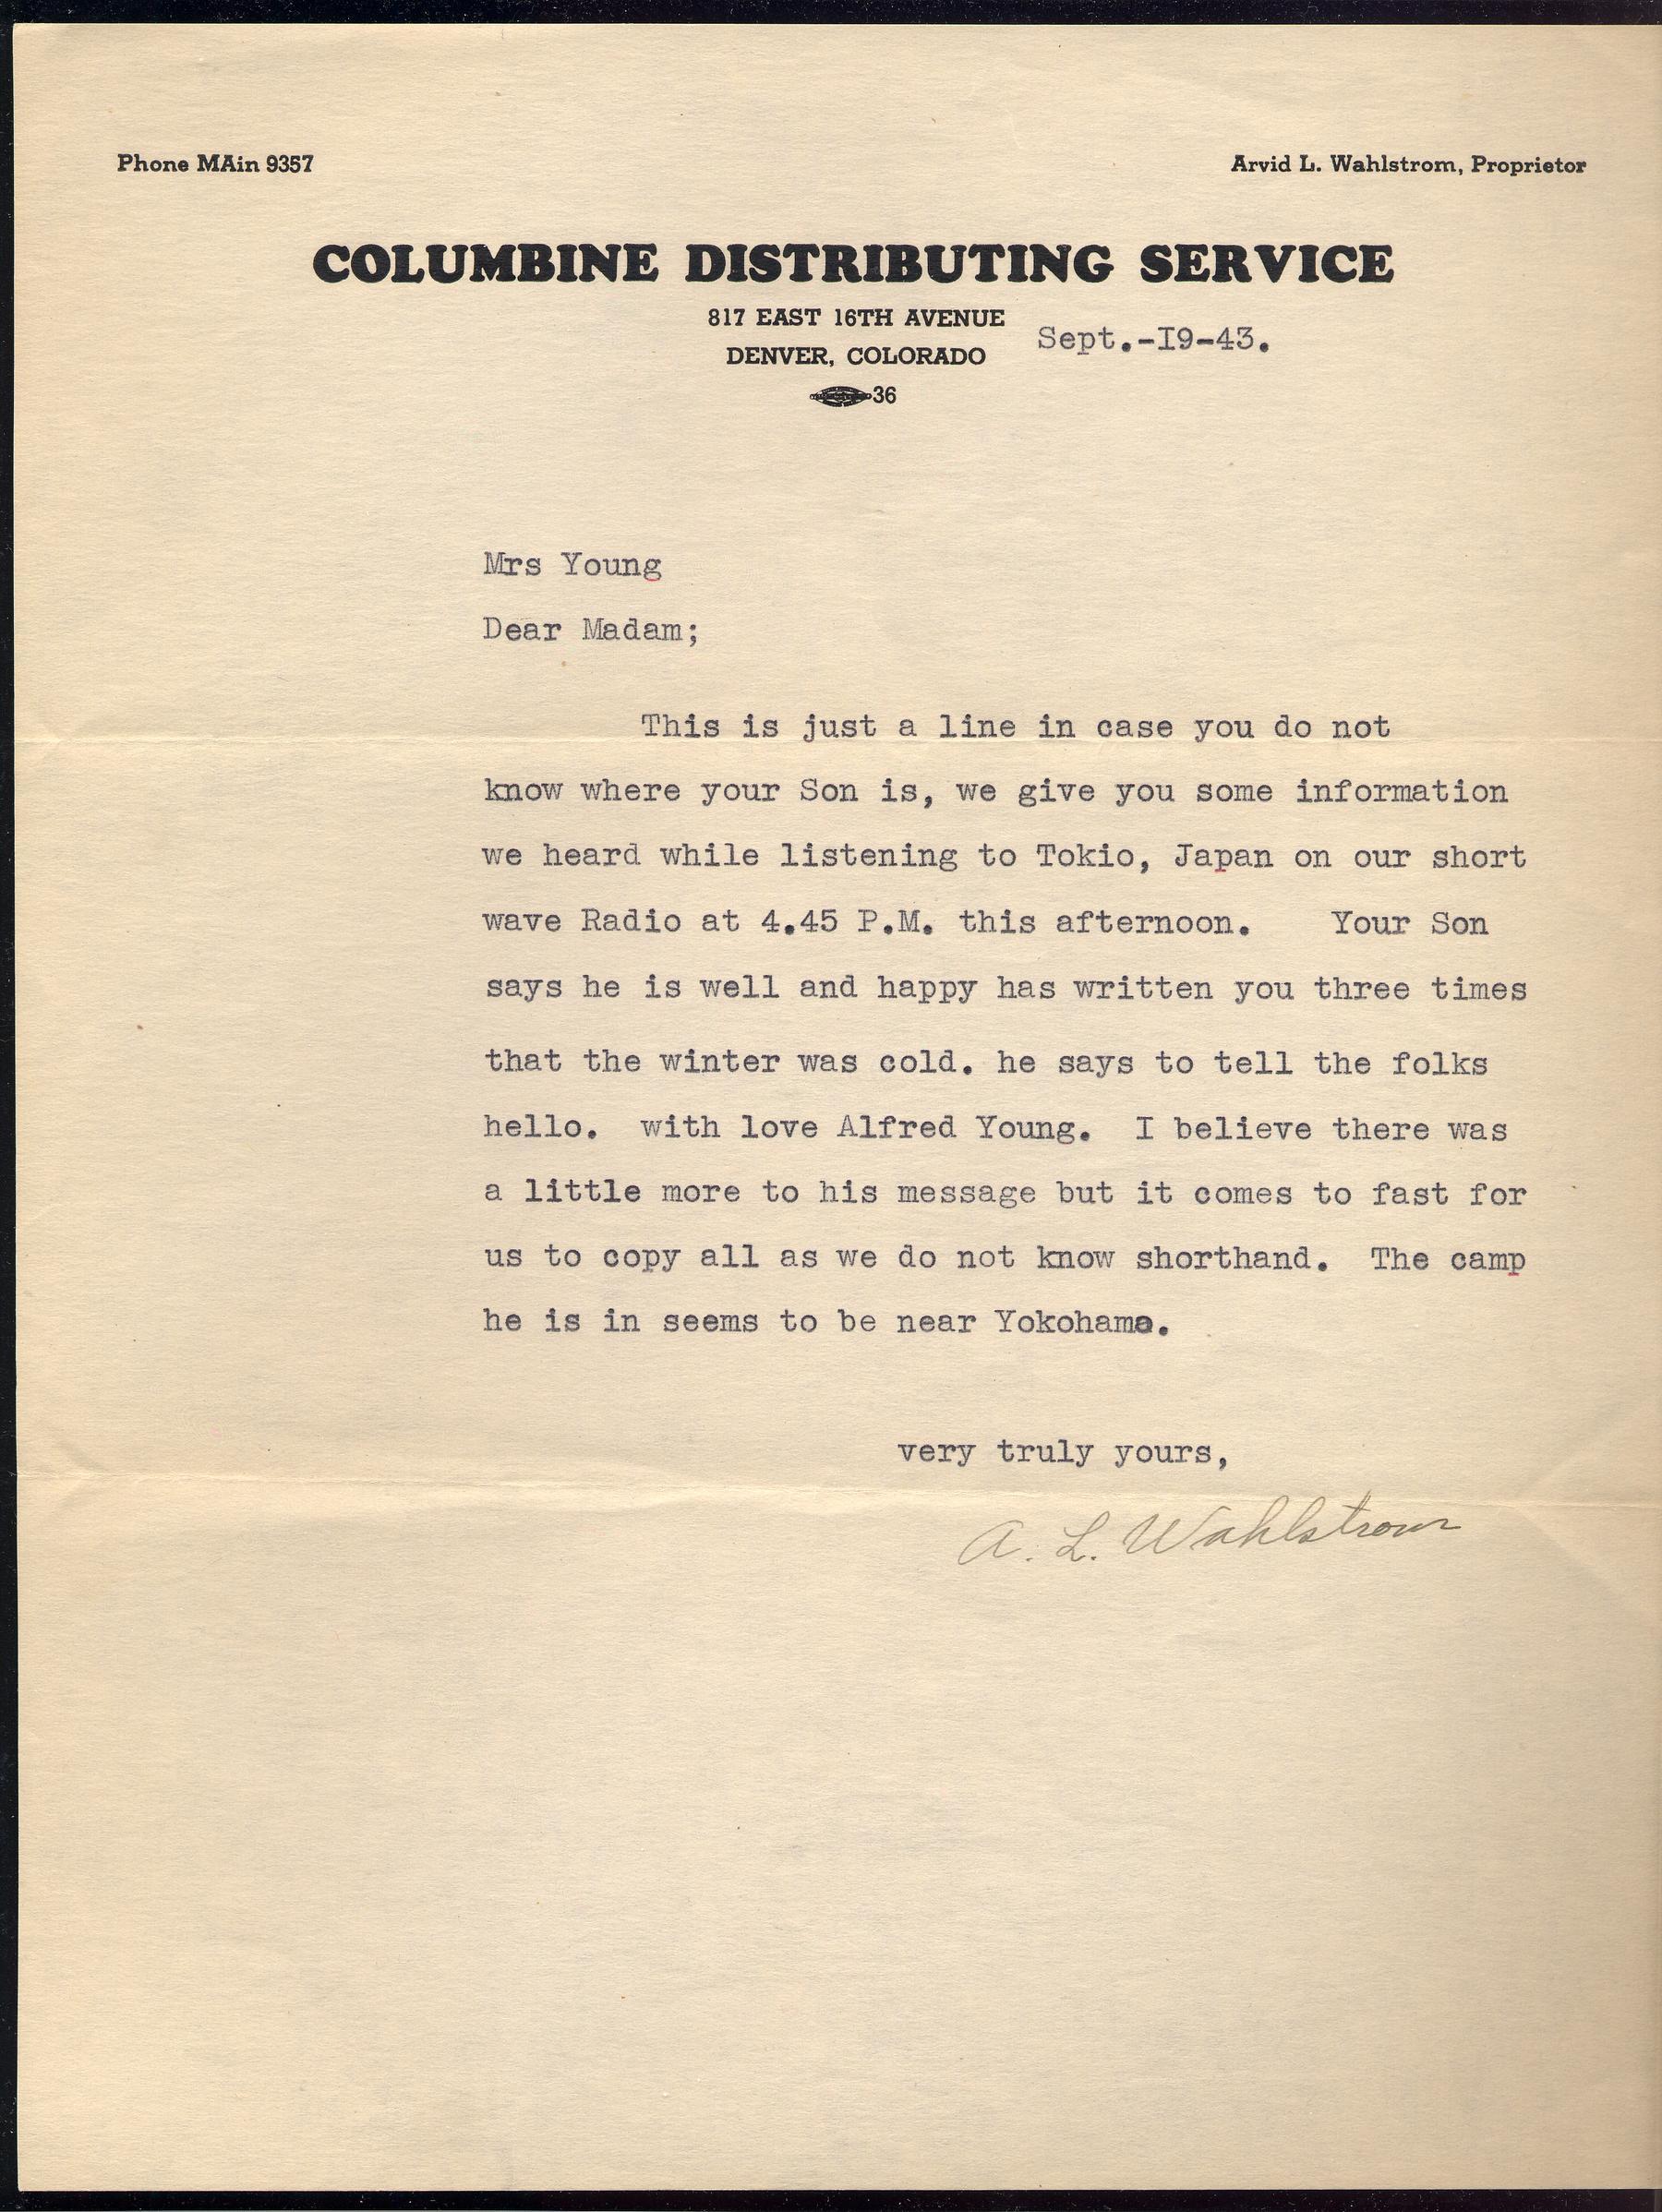 Phone MAin 9357
Arvid L. Wahlstrom, Proprietor
COLUMBINE DISTRIBUTING SERVICE
817 EAST 16TH AVENUE
DENVER, COLORADO
Sept.-I9-43.
36
Mrs Young
Dear Madam;
This is just a line in case you do not
know where your Son is, we give you some information
we heard while listening to Tokio, Japan on our short
wave Radio at 4.45 P.M. this afternoon. Your Son
says he is well and happy has written you three times
that the winter was cold. he says to tell the folks
hello. with love Alfred Young. I believe there was
a little more to his message but it comes to fast for
us to copy all as we do not know shorthand. The camp
he is in seems to be near Yokohama.
very truly yours,
A. L. Wahlstrom